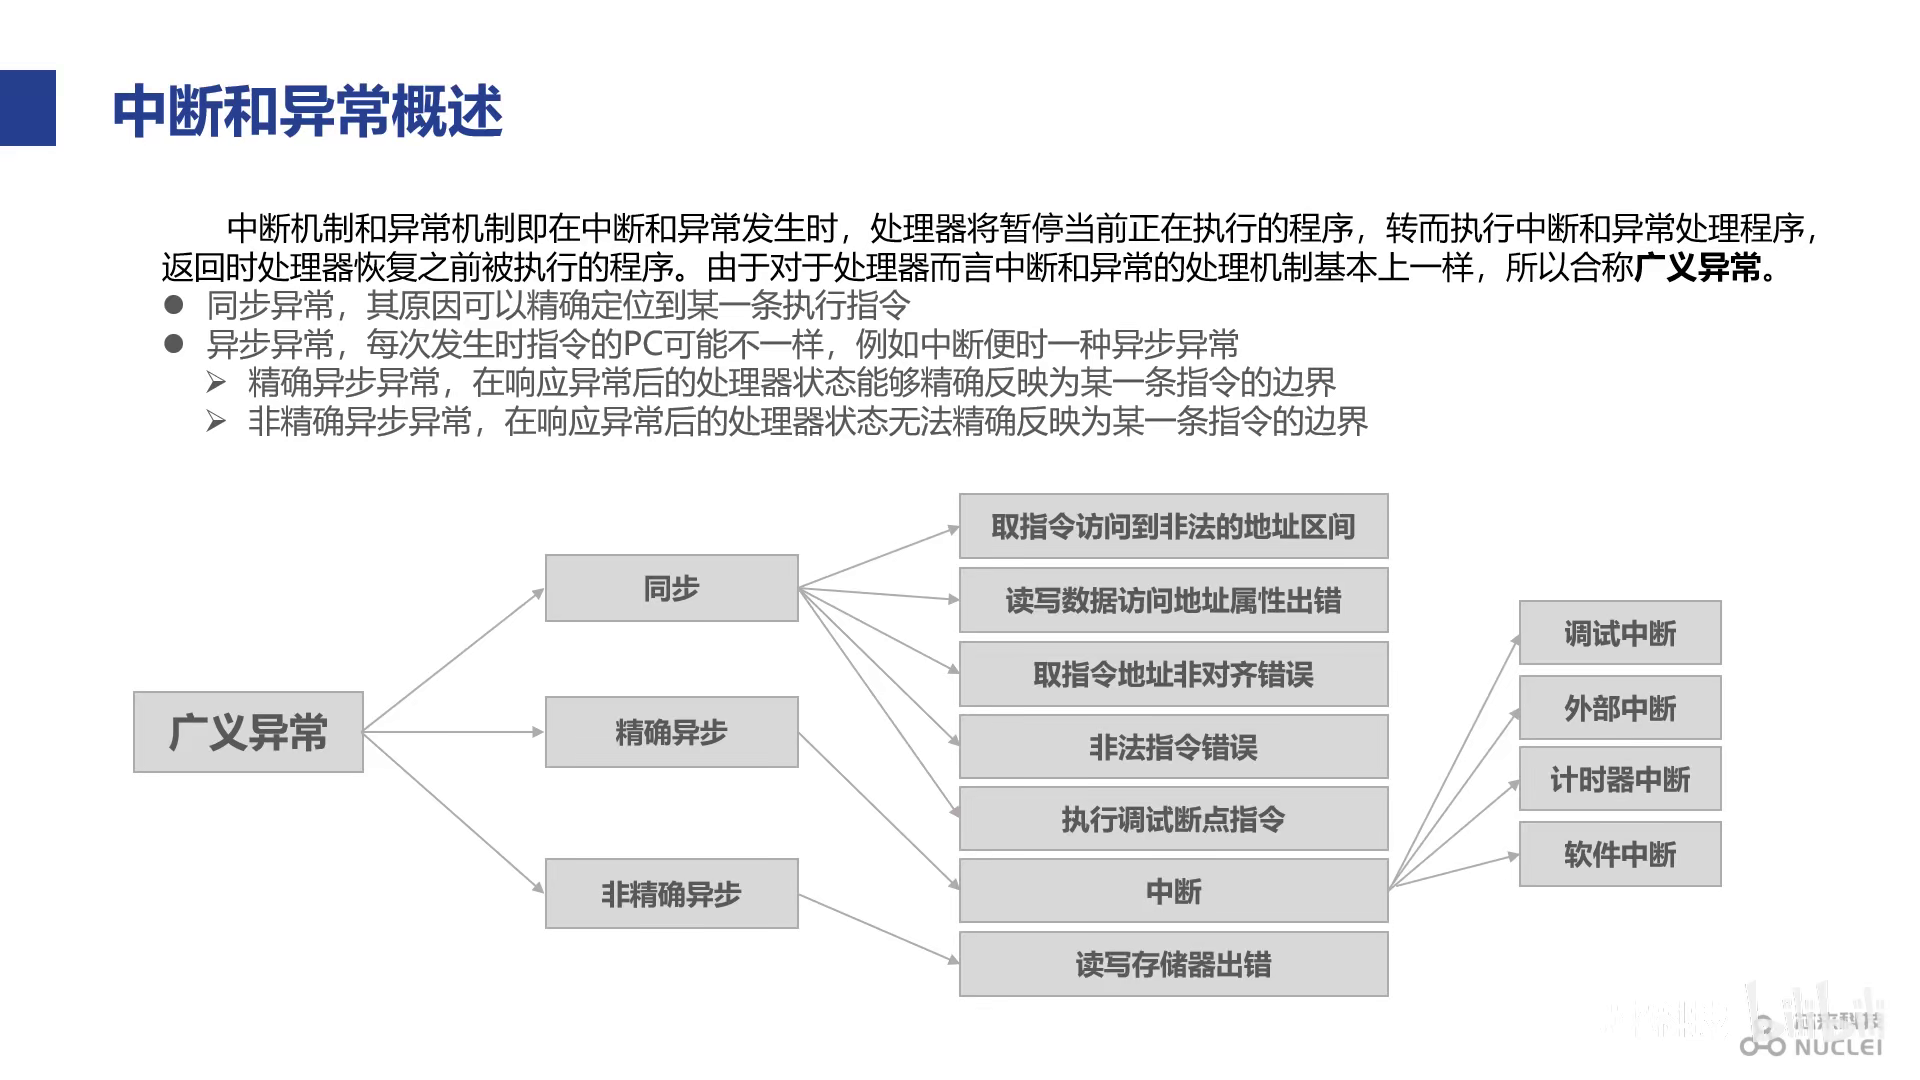 中断和异常概述
中断机制和异常机制即在中断和异常发生时，处理器将暂停当前正在执行的程序，转而执行中断和异常处理程序，
返回时处理器恢复之前被执行的程序。由于对于处理器而言中断和异常的处理机制基本上一样，所以合称广义异常。
● 同步异常，其原因可以精确定位到某一条执行指令
● 异步异常，每次发生时指令的PC可能不一样，例如中断便时一种异步异常
➢ 精确异步异常，在响应异常后的处理器状态能够精确反映为某一条指令的边界
➢ 非精确异步异常，在响应异常后的处理器状态无法精确反映为某一条指令的边界
广义异常
同步
精确异步
非精确异步
取指令访问到非法的地址区间
读写数据访问地址属性出错
取指令地址非对齐错误
非法指令错误
执行调试断点指令
中断
读写存储器出错
调试中断
外部中断
计时器中断
软件中断
芯来科技
NUCLEI